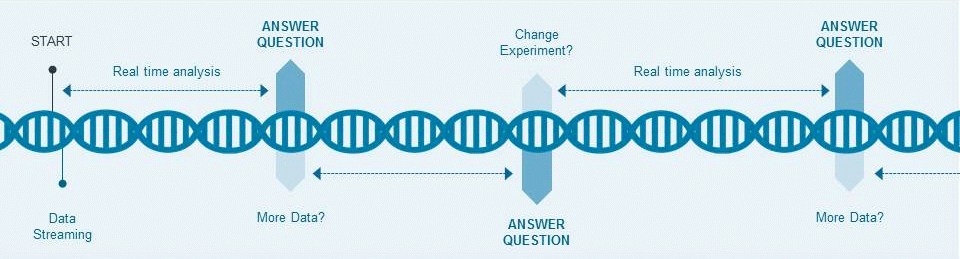 START
Real time analysis
ANSWER
QUESTION
Change
Experiment?
Real time analysis
ANSWER
QUESTION
Data
Streaming
More Data?
ANSWER
QUESTION
More Data?